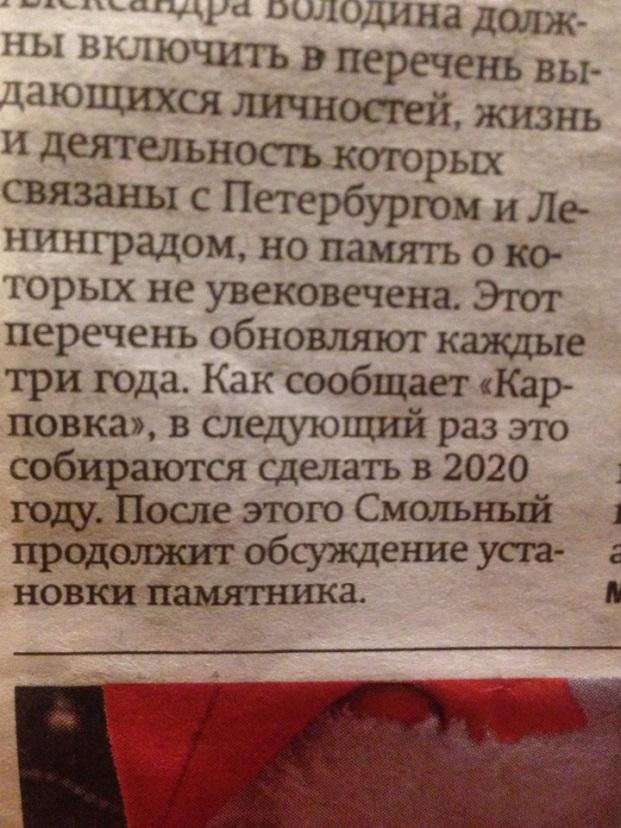 Александра Володина долж-
ны включить в перечень вы-
дающихся личностей, жизнь
и деятельность которых
связаны с Петербургом и Ле-
нинградом, но память о ко-
торых не увековечена. Этот
перечень обновляют каждые
три года. Как сообщает «Кар-
повка», в следующий раз это
собираются сделать в 2020
году. После этого Смольный
продолжит обсуждение уста-
новки памятника.